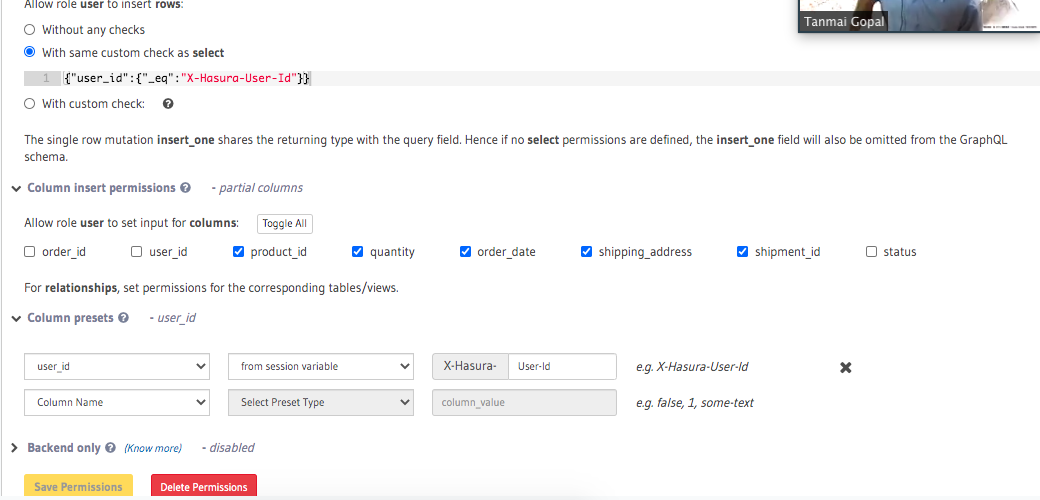 Allow role user to insert rows:
Tanmai Gopal
Without any checks
With same custom check as select
1 {"user_id":{"_eq":"X-Hasura-User-Id"}}
With custom check:
The single row mutation insert_one shares the returning type with the query field. Hence if no select permissions are defined, the insert_one field will also be omitted from the GraphQL
schema.
Column insert permissions - partial columns
Allow role user to set input for columns: Toggle All
order_id user_id product_id quantity order_date shipping_address shipment_id status
For relationships, set permissions for the corresponding tables/views.
Column presets - user_id
user_id from session variable X-Hasura- User-Id e.g. X-Hasura-User-Id
Column Name Select Preset Type column_value e.g. false, 1, some-text
Backend only (Know more) - disabled
Save Permissions Delete Permissions